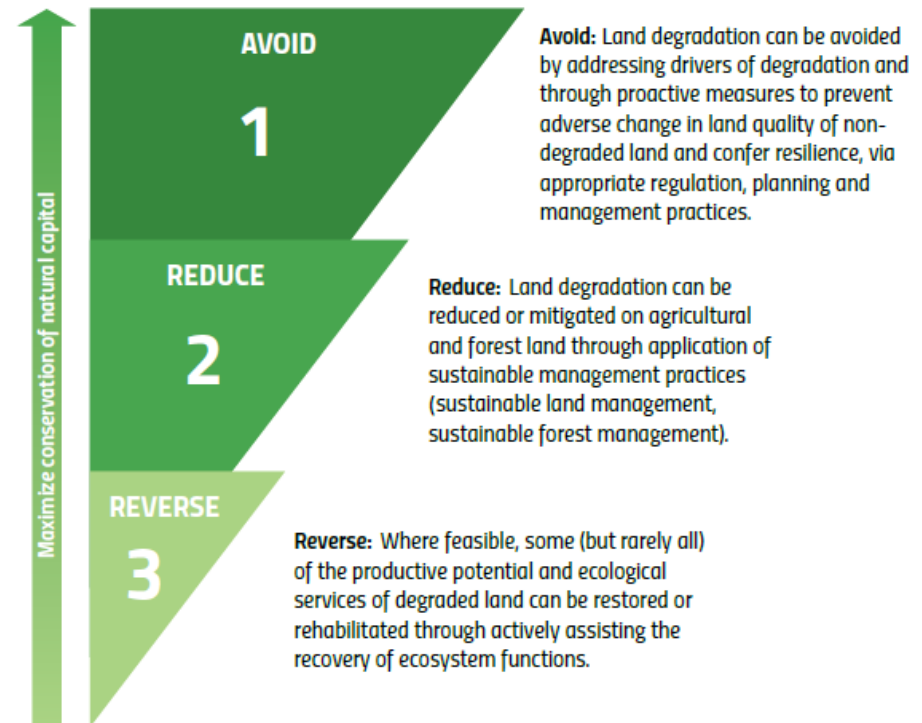 Maximize conservation of natural capital
AVOID
1
Avoid: Land degradation can be avoided
by addressing drivers of degradation and
through proactive measures to prevent
adverse change in land quality of non-
degraded land and confer resilience, via
appropriate regulation, planning and
management practices.
REDUCE
2
Reduce: Land degradation can be
reduced or mitigated on agricultural
and forest land through application of
sustainable management practices
(sustainable land management,
sustainable forest management).
REVERSE
3
Reverse: Where feasible, some (but rarely all)
of the productive potential and ecological
services of degraded land can be restored or
rehabilitated through actively assisting the
recovery of ecosystem functions.